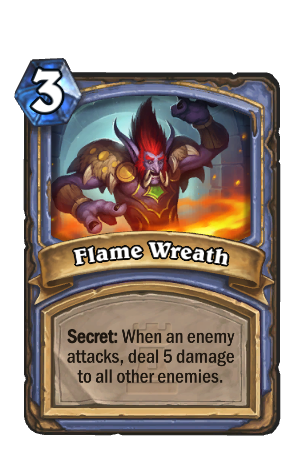 3
Flame Wreath
Secret: When an enemy
attacks, deal 5 damage
to all other enemies.